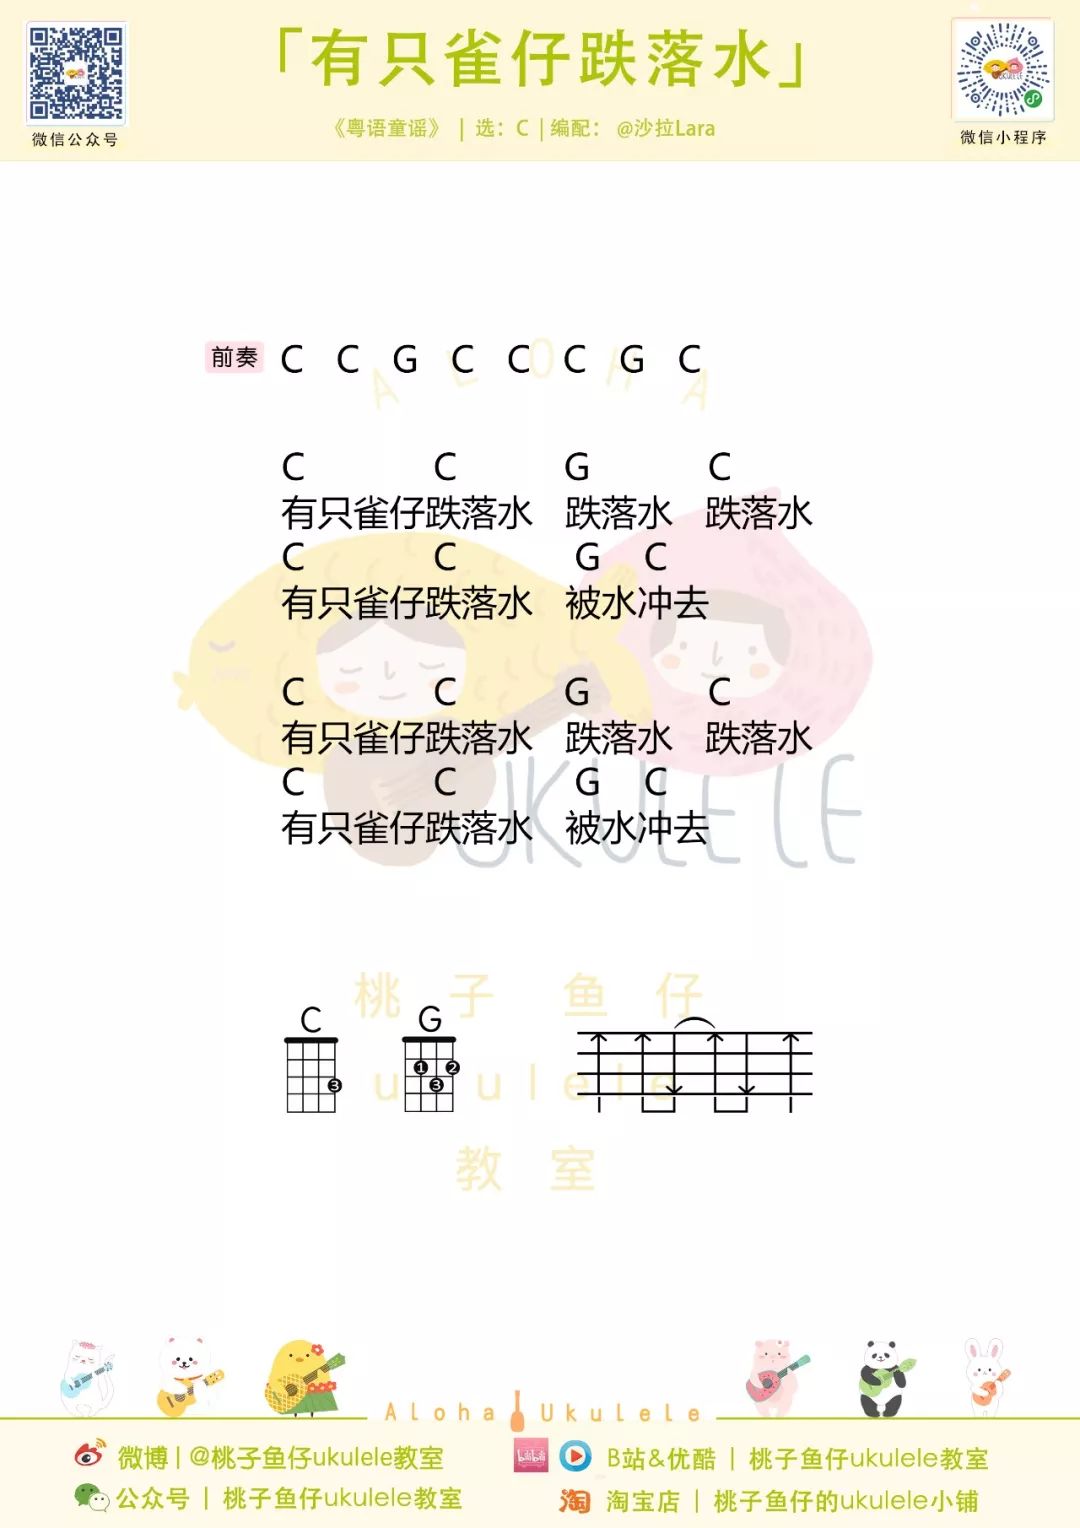 「有只雀仔跌落水」
《粤语童谣》 | 选：C | 编配： @沙拉Lara
微信公众号
微信小程序
前奏 C C G C C C G C
ALOHA
C C G C
有只雀仔跌落水 跌落水 跌落水
C C G C
有只雀仔跌落水 被水冲去
C C G C
有只雀仔跌落水 跌落水 跌落水
C C G C
有只雀仔跌落水 被水冲去
UKULELE
桃子鱼仔
C G
1 2
3 3
ukulele
教室
Aloha Ukulele
微博 | @桃子鱼仔ukulele教室
B站&优酷 | 桃子鱼仔ukulele教室
公众号 | 桃子鱼仔ukulele教室
淘 淘宝店 | 桃子鱼仔的ukulele小铺